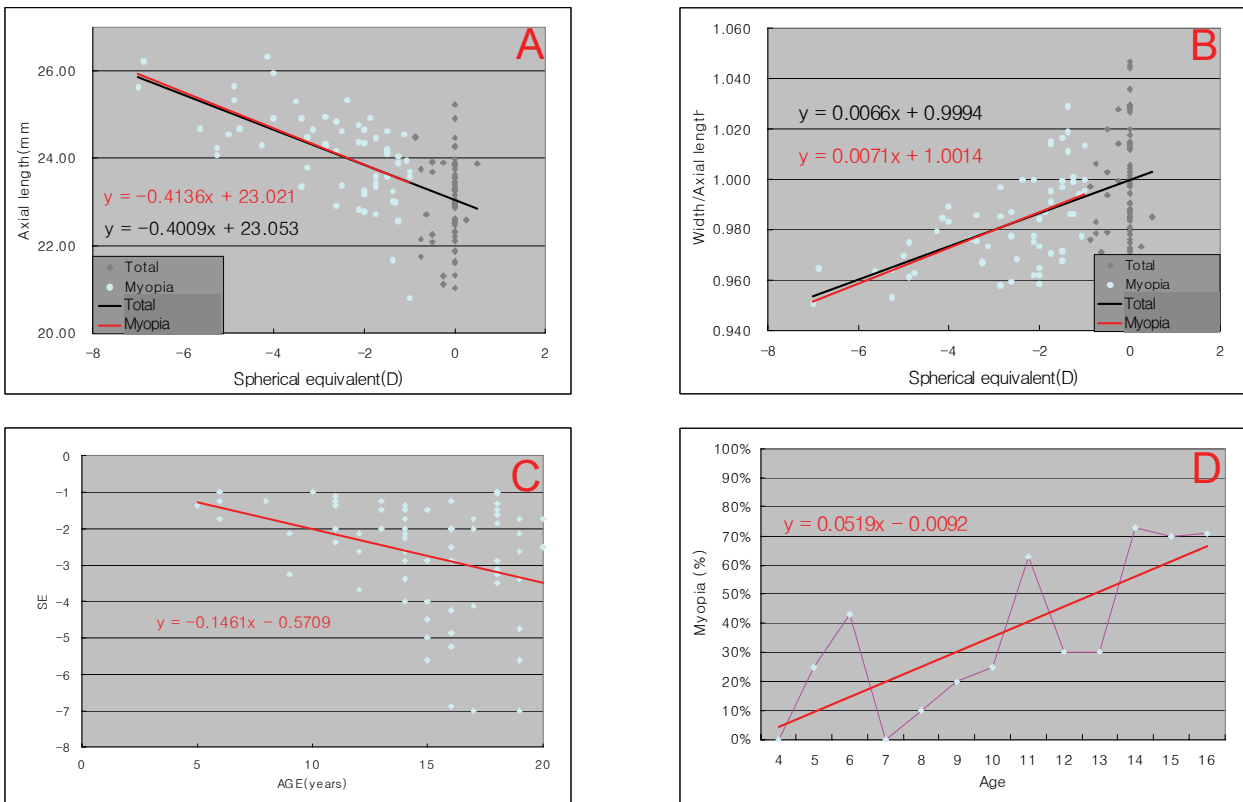 A
26.00
24.00
22.00
20.00
Axial length(mm
y = −0.4136x + 23.021
y = −0.4009x + 23.053
Total
Myopia
Total
Myopia
−8 −6 −4 −2 0 2
Spherical equivalent(D)
B
1.060
1.040
1.020
1.000
0.980
0.960
0.940
Width/Axial length
y = 0.0066x + 0.9994
y = 0.0071x + 1.0014
Total
Myopia
Total
Myopia
−8 −6 −4 −2 0 2
Spherical equivalent(D)
C
0
−1
−2
−3
−4
−5
−6
−7
−8
SE
y = −0.1461x − 0.5709
0 5 10 15 20
AGE(years)
D
100%
90%
80%
70%
60%
50%
40%
30%
20%
10%
0%
Myopia (%)
y = 0.0519x − 0.0092
4 5 6 7 8 9 10 11 12 13 14 15 16
Age